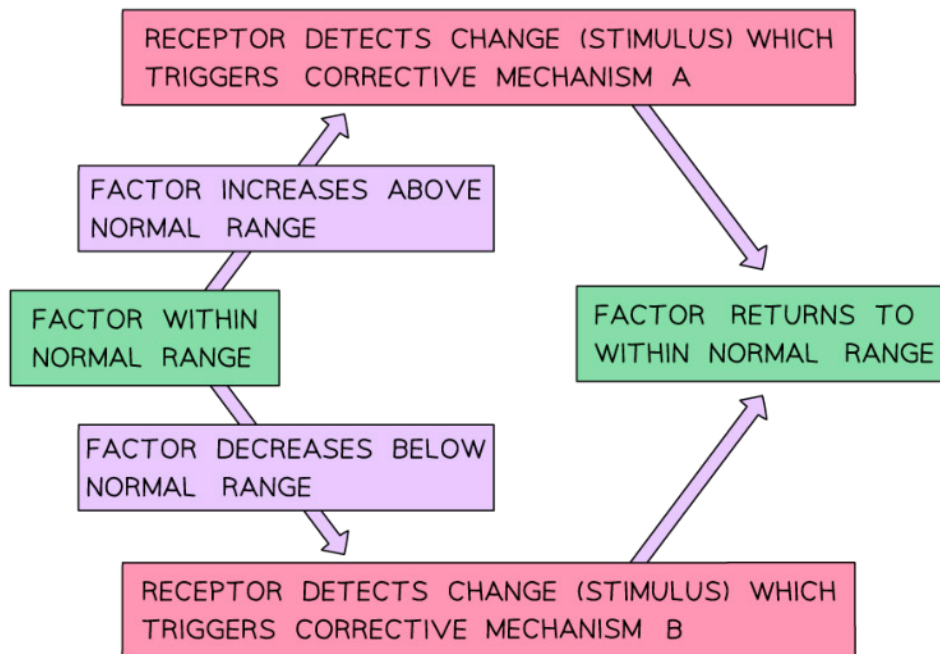 RECEPTOR DETECTS CHANGE (STIMULUS) WHICH
TRIGGERS CORRECTIVE MECHANISM A
FACTOR INCREASES ABOVE
NORMAL RANGE
FACTOR WITHIN
NORMAL RANGE
FACTOR RETURNS TO
WITHIN NORMAL RANGE
FACTOR DECREASES BELOW
NORMAL RANGE
RECEPTOR DETECTS CHANGE (STIMULUS) WHICH
TRIGGERS CORRECTIVE MECHANISM B